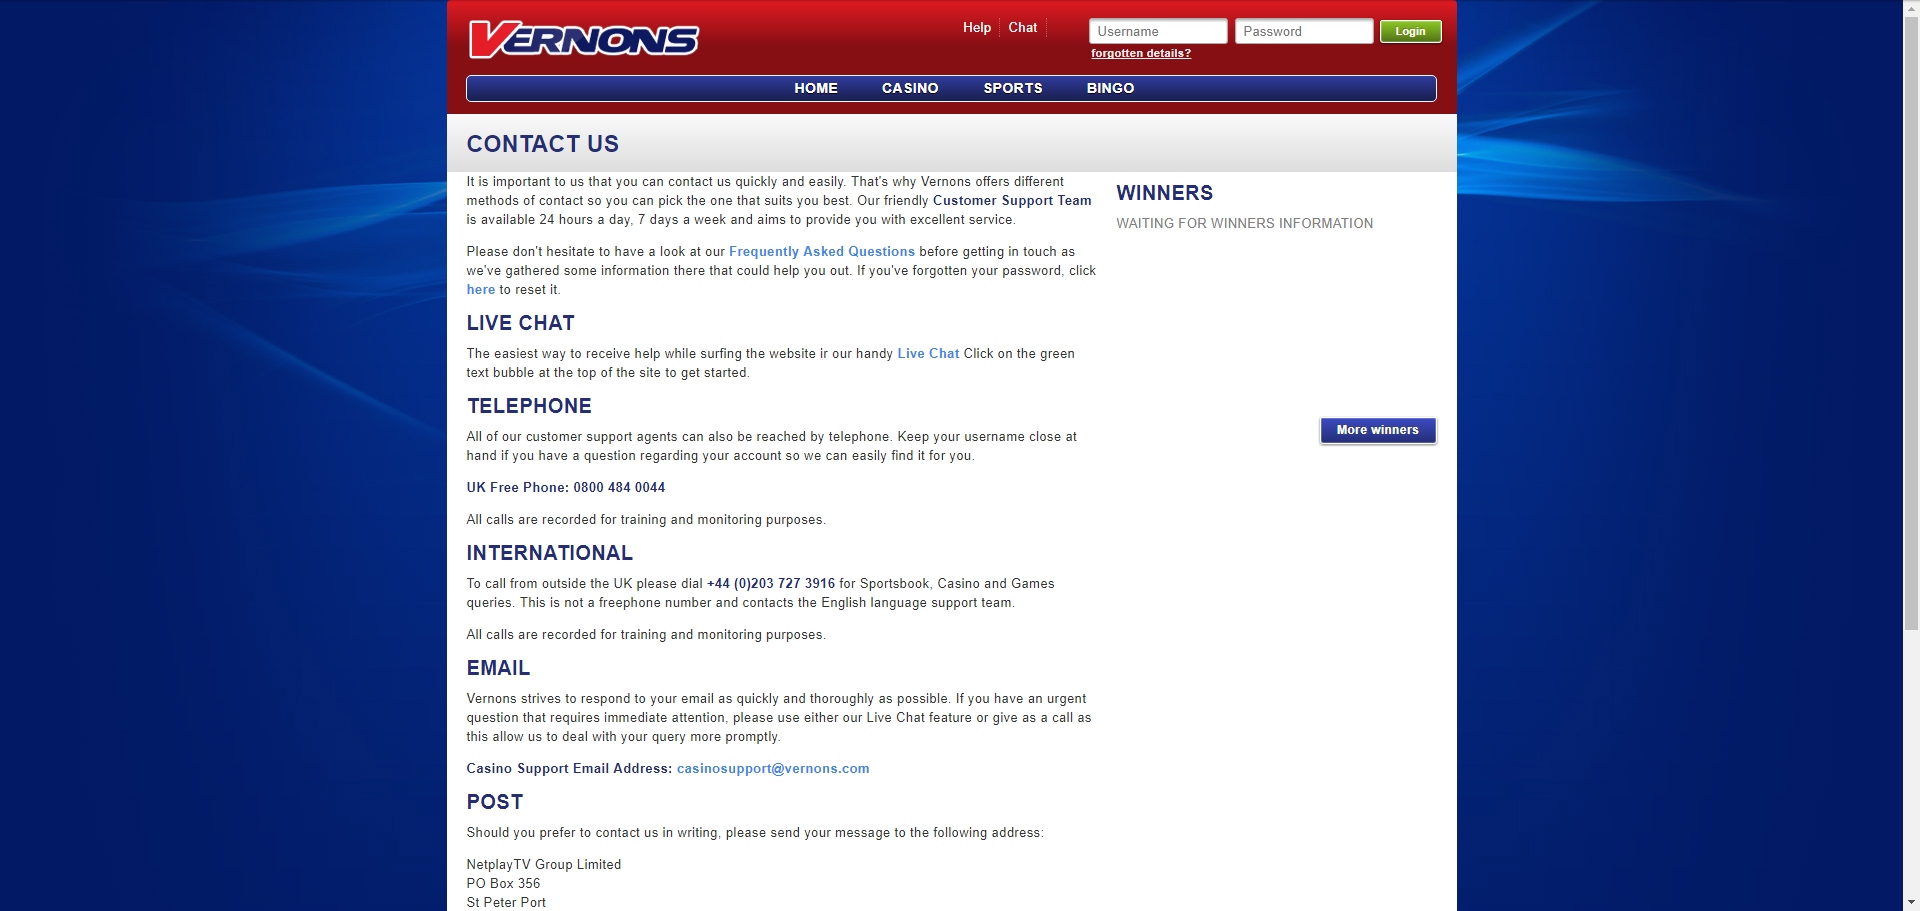 VERNONS
Help
Chat
Username
Password
Login
forgotten details?
HOME
CASINO
SPORTS
BINGO
CONTACT US
It is important to us that you can contact us quickly and easily. That's why Vernons offers different
methods of contact so you can pick the one that suits you best. Our friendly Customer Support Team
is available 24 hours a day, 7 days a week and aims to provide you with excellent service.
Please don't hesitate to have a look at our Frequently Asked Questions before getting in touch as
we've gathered some information there that could help you out. If you've forgotten your password, click
here to reset it.
LIVE CHAT
The easiest way to receive help while surfing the website ir our handy Live Chat Click on the green
text bubble at the top of the site to get started.
TELEPHONE
All of our customer support agents can also be reached by telephone. Keep your username close at
hand if you have a question regarding your account so we can easily find it for you.
UK Free Phone: 0800 484 0044
All calls are recorded for training and monitoring purposes.
INTERNATIONAL
To call from outside the UK please dial +44 (0)203 727 3916 for Sportsbook, Casino and Games
queries. This is not a freephone number and contacts the English language support team.
All calls are recorded for training and monitoring purposes.
EMAIL
Vernons strives to respond to your email as quickly and thoroughly as possible. If you have an urgent
question that requires immediate attention, please use either our Live Chat feature or give as a call as
this allow us to deal with your query more promptly.
Casino Support Email Address: casinosupport@vernons.com
POST
Should you prefer to contact us in writing, please send your message to the following address:
NetplayTV Group Limited
PO Box 356
St Peter Port
WINNERS
WAITING FOR WINNERS INFORMATION
More winners